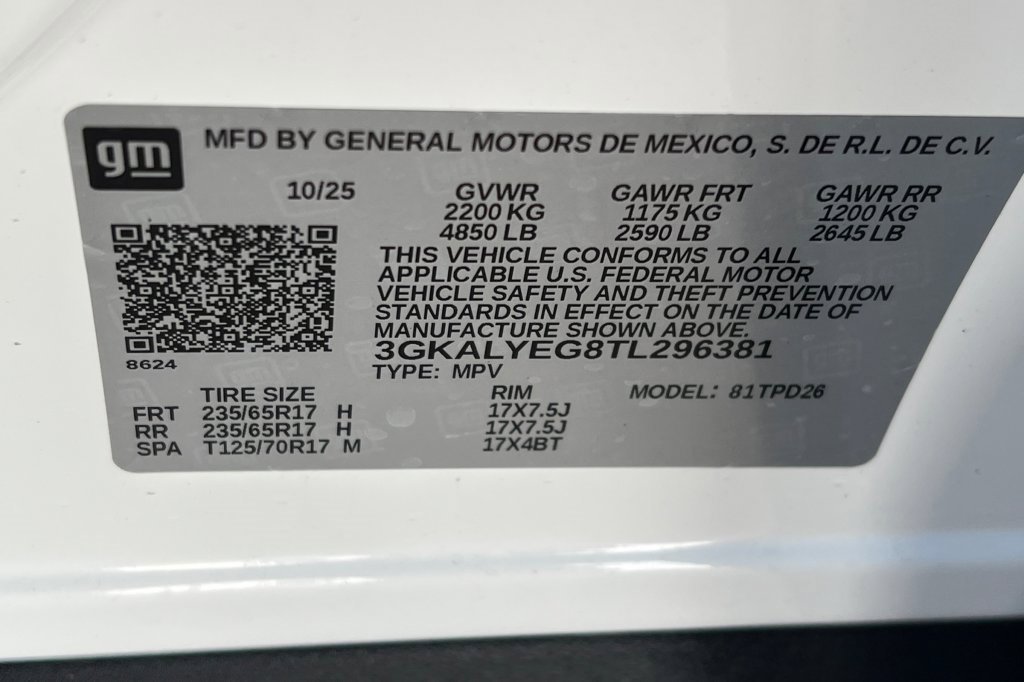 gm
MFD BY GENERAL MOTORS DE MEXICO, S. DE R.L. DE C.V.
10/25 GVWR GAWR FRT GAWR RR
2200 KG 1175 KG 1200 KG
4850 LB 2590 LB 2645 LB
THIS VEHICLE CONFORMS TO ALL
APPLICABLE U.S. FEDERAL MOTOR
VEHICLE SAFETY AND THEFT PREVENTION
STANDARDS IN EFFECT ON THE DATE OF
MANUFACTURE SHOWN ABOVE.
3GKALYEG8TL296381
8624
TYPE: MPV
TIRE SIZE RIM MODEL: 81TPD26
FRT 235/65R17 H 17X7.5J
RR 235/65R17 H 17X7.5J
SPA T125/70R17 M 17X4BT